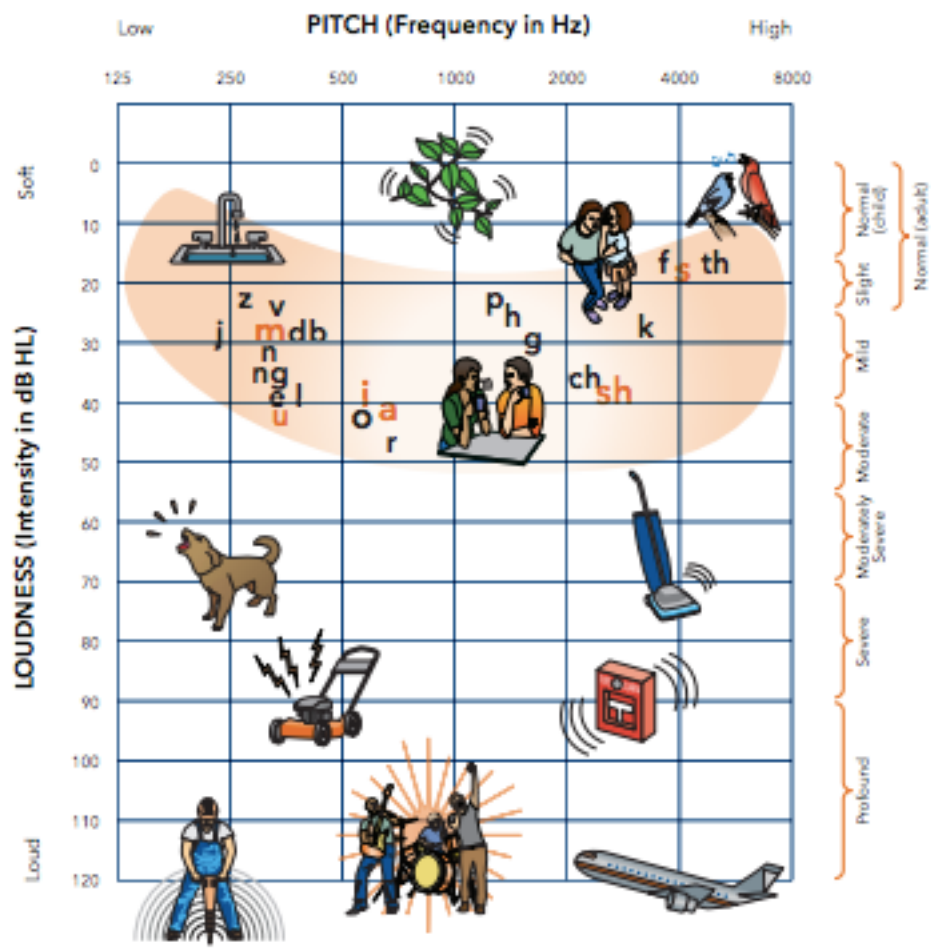 PITCH (Frequency in Hz)
Low
High
125 250 500 1000 2000 4000 8000
LOUDNESS (Intensity in dB HL)
Soft
Loud
0
10
20
30
40
50
60
70
80
90
100
110
120
f s th
z v p h
j m d b g k
n
ng ch sh
e l i
u o a
r
Normal (child)
Normal (adult)
Slight
Mild
Moderate
Moderately Severe
Severe
Profound